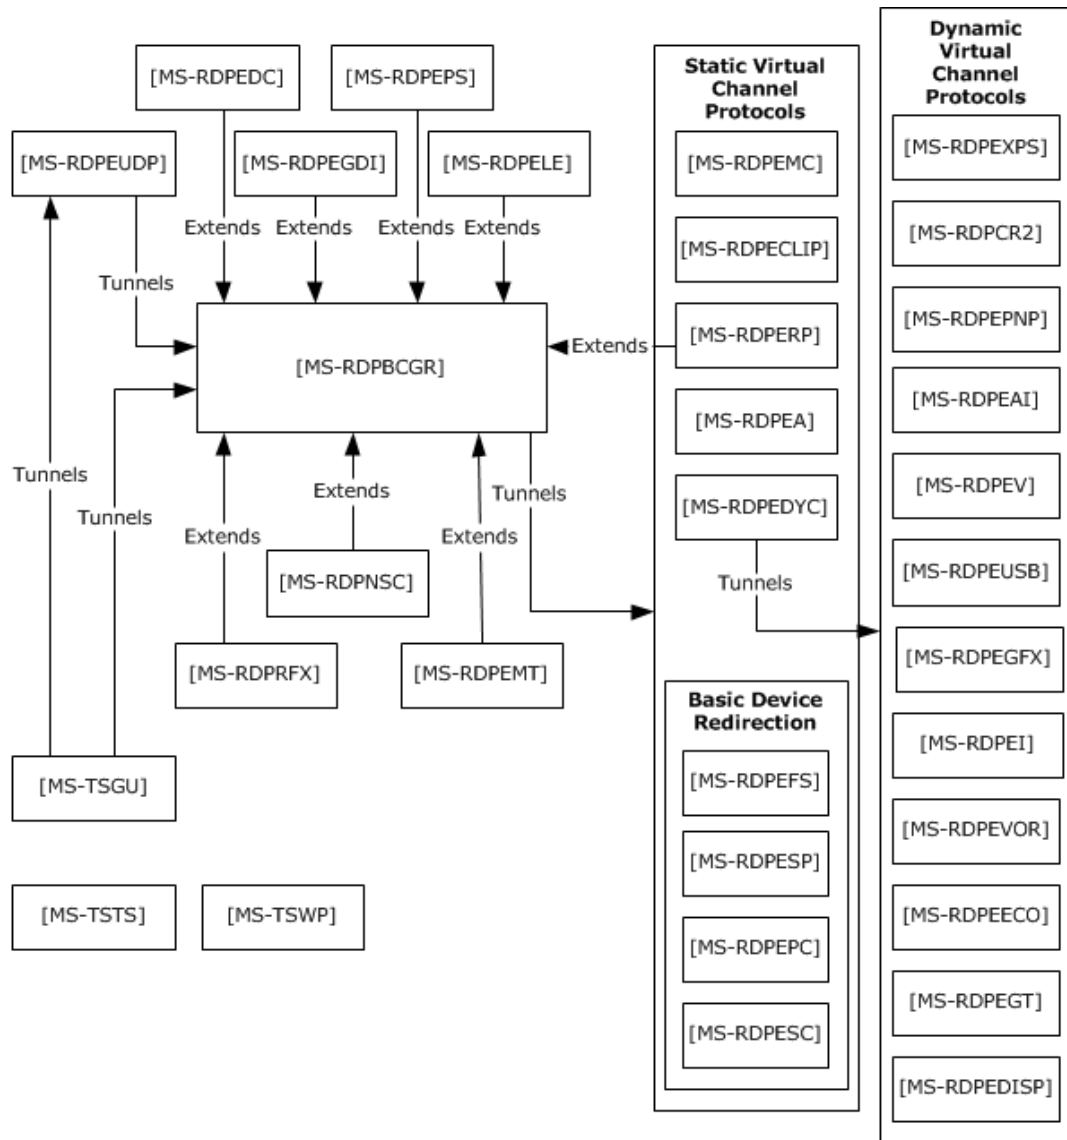 [MS-RDPEDC]
[MS-RDPEPS]
[MS-RDPEUDP]
[MS-RDPEGDI]
[MS-RDPELE]
Extends
Extends
Extends
Extends
Tunnels
[MS-RDPBCGR]
Extends
Tunnels
Tunnels
Extends
Extends
Extends
Tunnels
[MS-RDPNSC]
[MS-RDPRFX]
[MS-RDPEMT]
[MS-TSGU]
[MS-TSTS]
[MS-TSWP]
Static Virtual
Channel
Protocols
[MS-RDPEMC]
[MS-RDPECLIP]
[MS-RDPERP]
[MS-RDPEA]
[MS-RDPEDYC]
Tunnels
Basic Device
Redirection
[MS-RDPEFS]
[MS-RDPESP]
[MS-RDPEPC]
[MS-RDPESC]
Dynamic
Virtual
Channel
Protocols
[MS-RDPEXPS]
[MS-RDPCR2]
[MS-RDPEPNP]
[MS-RDPEAI]
[MS-RDPEV]
[MS-RDPEUSB]
[MS-RDPEGFX]
[MS-RDPEI]
[MS-RDPEVOR]
[MS-RDPEECO]
[MS-RDPEGT]
[MS-RDPEDISP]